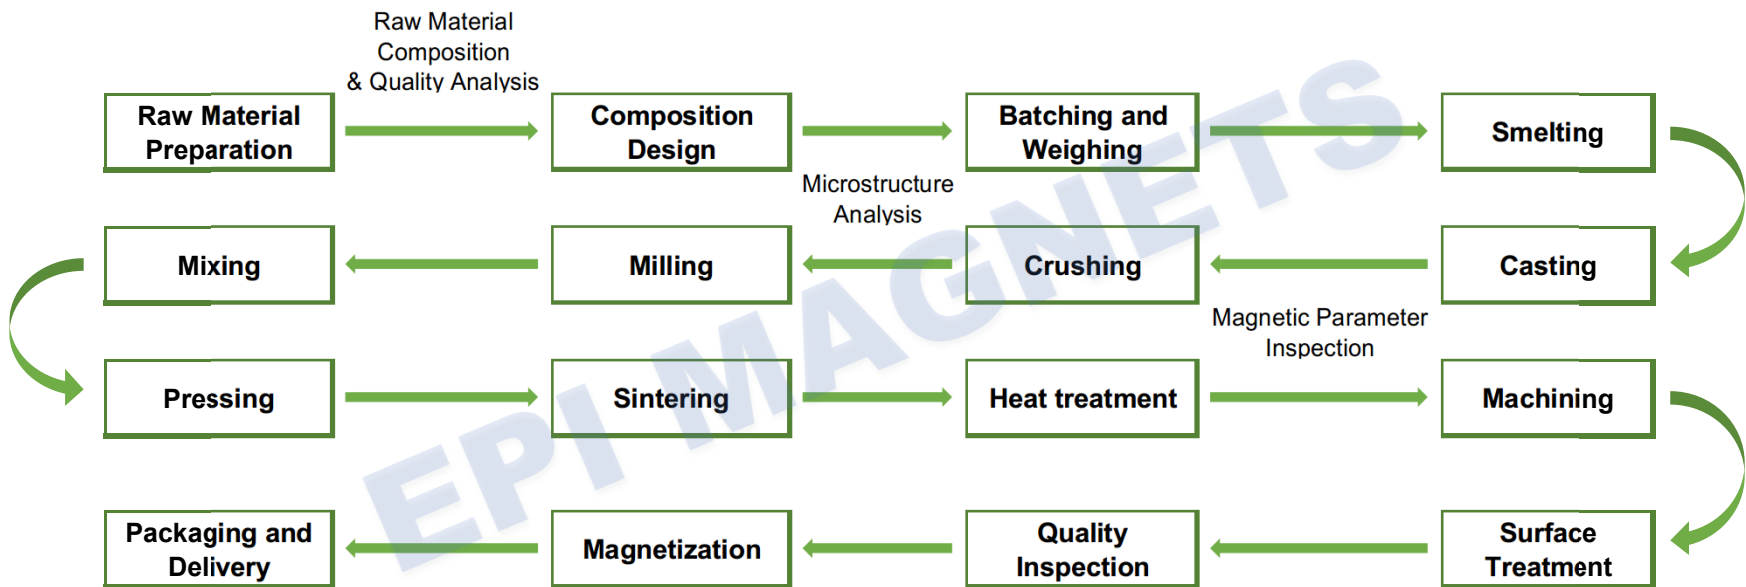 Raw Material
Composition
& Quality Analysis
Raw Material
Preparation
Composition
Design
Batching and
Weighing
Smelting
Microstructure
Analysis
Mixing
Milling
Crushing
Casting
Magnetic Parameter
Inspection
Pressing
Sintering
Heat treatment
Machining
Packaging and
Delivery
Magnetization
Quality
Inspection
Surface
Treatment
EPI MAGNETS